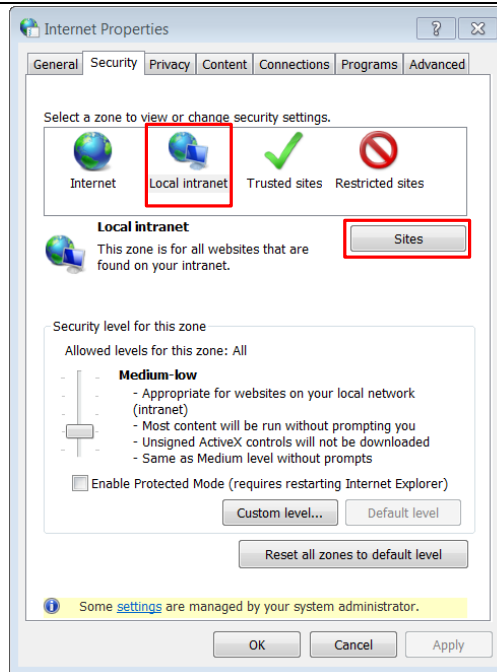 Internet Properties
General Security Privacy Content Connections Programs Advanced
Select a zone to view or change security settings.
Internet Local intranet Trusted sites Restricted sites
Local intranet
This zone is for all websites that are
found on your intranet.
Sites
Security level for this zone
Allowed levels for this zone: All
Medium-low
- Appropriate for websites on your local network
(intranet)
- Most content will be run without prompting you
- Unsigned ActiveX controls will not be downloaded
- Same as Medium level without prompts
Enable Protected Mode (requires restarting Internet Explorer)
Custom level... Default level
Reset all zones to default level
Some settings are managed by your system administrator.
OK Cancel Apply